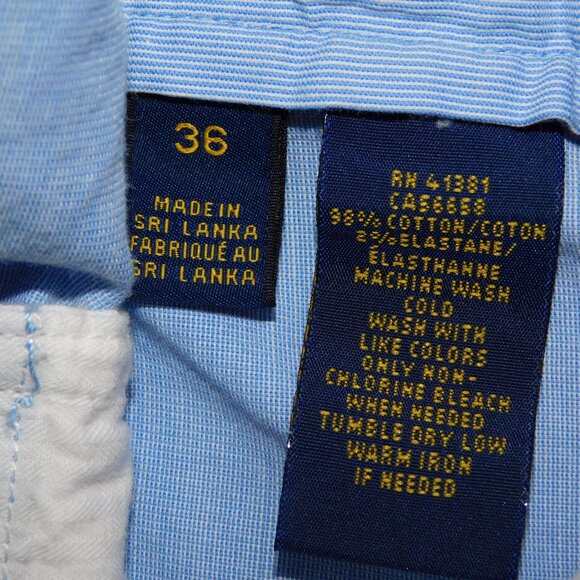 36
MADE IN
SRI LANKA
FABRIQUÉ AU
SRI LANKA
RN 41381
CA56658
98% COTTON/COTON
2% ELASTANE/
ÉLASTHANNE
MACHINE WASH
COLD
WASH WITH
LIKE COLORS
ONLY NON-
CHLORINE BLEACH
WHEN NEEDED
TUMBLE DRY LOW
WARM IRON
IF NEEDED